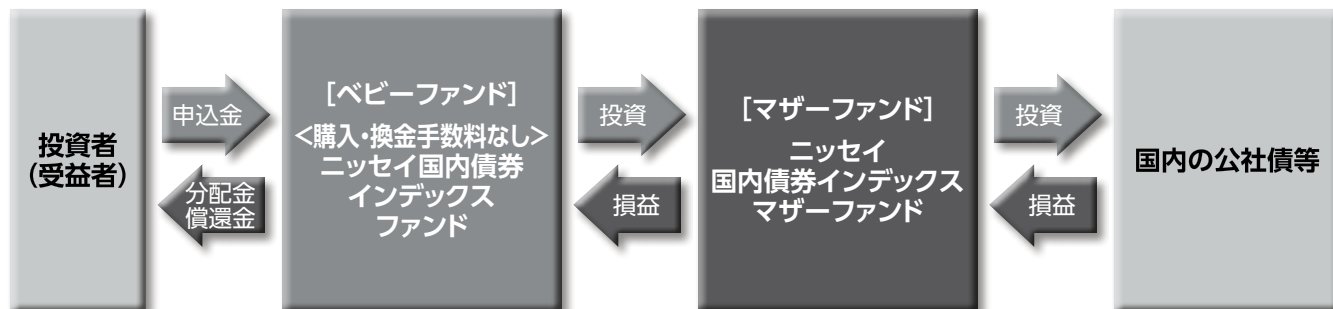 投資者
(受益者)
申込金
分配金
償還金
[ベビーファンド]
<購入・換金手数料なし>
ニッセイ国内債券
インデックス
ファンド
投資
損益
[マザーファンド]
ニッセイ
国内債券インデックス
マザーファンド
投資
損益
国内の公社債等